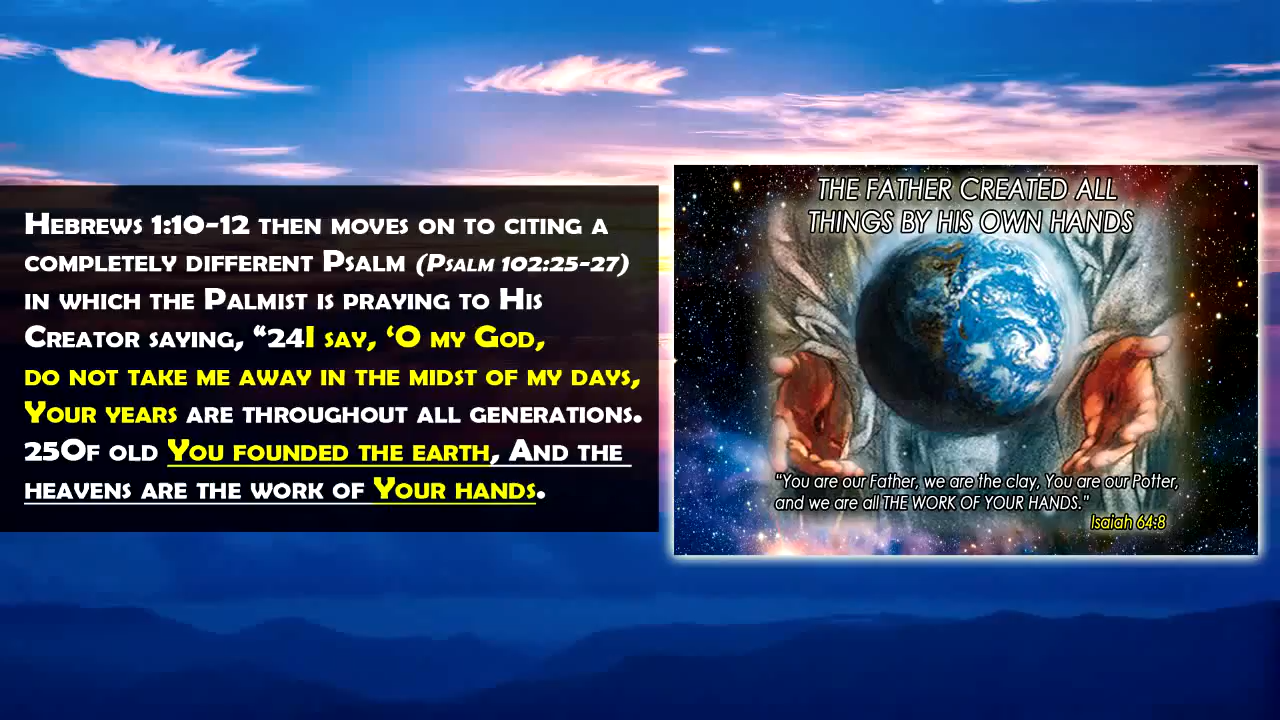 Hebrews 1:10-12 then moves on to citing a
completely different Psalm (Psalm 102:25-27)
in which the Palmist is praying to His
Creator saying, “24I say, ‘O my God,
do not take me away in the midst of my days,
Your years are throughout all generations.
25Of old You founded the earth, And the
heavens are the work of Your hands.
THE FATHER CREATED ALL
THINGS BY HIS OWN HANDS
“You are our Father, we are the clay, You are our Potter,
and we are all THE WORK OF YOUR HANDS.”
Isaiah 64:8